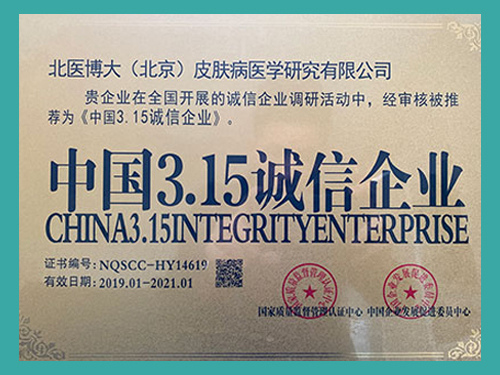 北医博大（北京）皮肤病医学研究有限公司
贵企业在全国开展的诚信企业调研活动中，经审核被推
荐为《中国3.15诚信企业》。
中国3.15诚信企业
CHINA3.15INTEGRITYENTERPRISE
证书编号：NQSCC-HY14619
有效日期：2019.01-2021.01
国家质量监督管理认证中心 中国企业发展促进委员中心